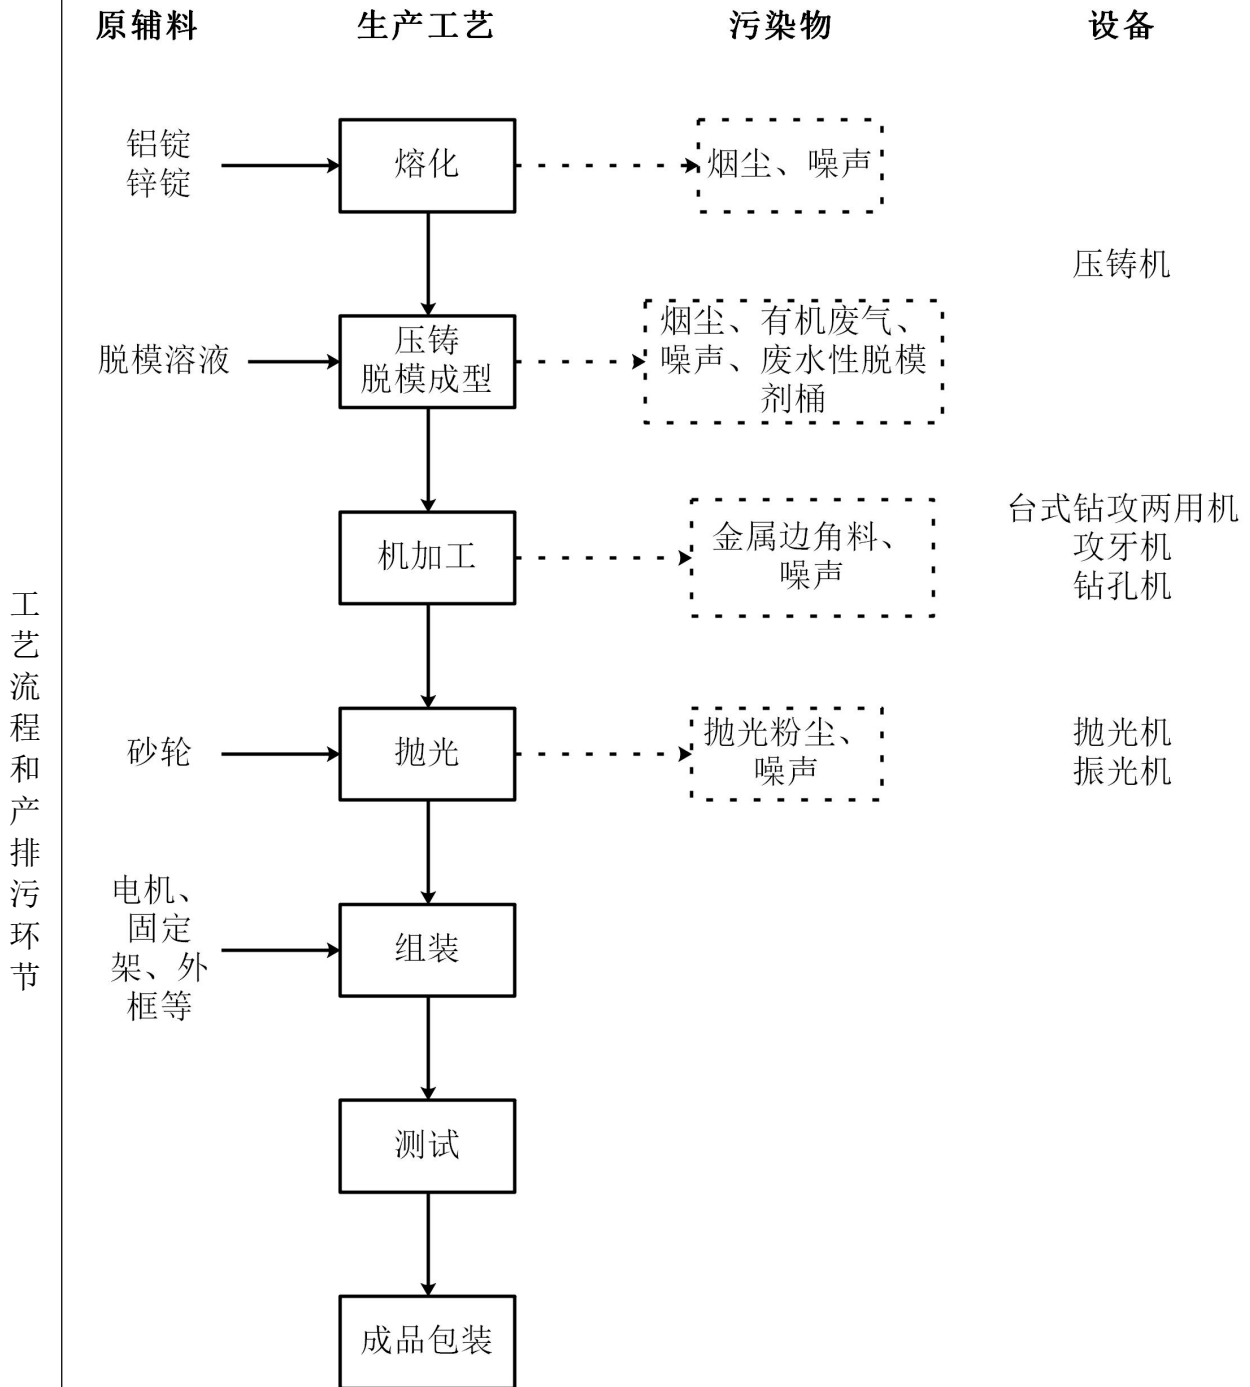 原辅料
生产工艺
污染物
设备
铝锭
锌锭
熔化
烟尘、噪声
压铸机
脱模溶液
压铸
脱模成型
烟尘、有机废气、
噪声、废水性脱模
剂桶
机加工
金属边角料、
噪声
台式钻攻两用机
攻牙机
钻孔机
砂轮
抛光
抛光粉尘、
噪声
抛光机
振光机
电机、
固定
架、外
框等
组装
测试
成品包装
工
艺
流
程
和
产
排
污
环
节